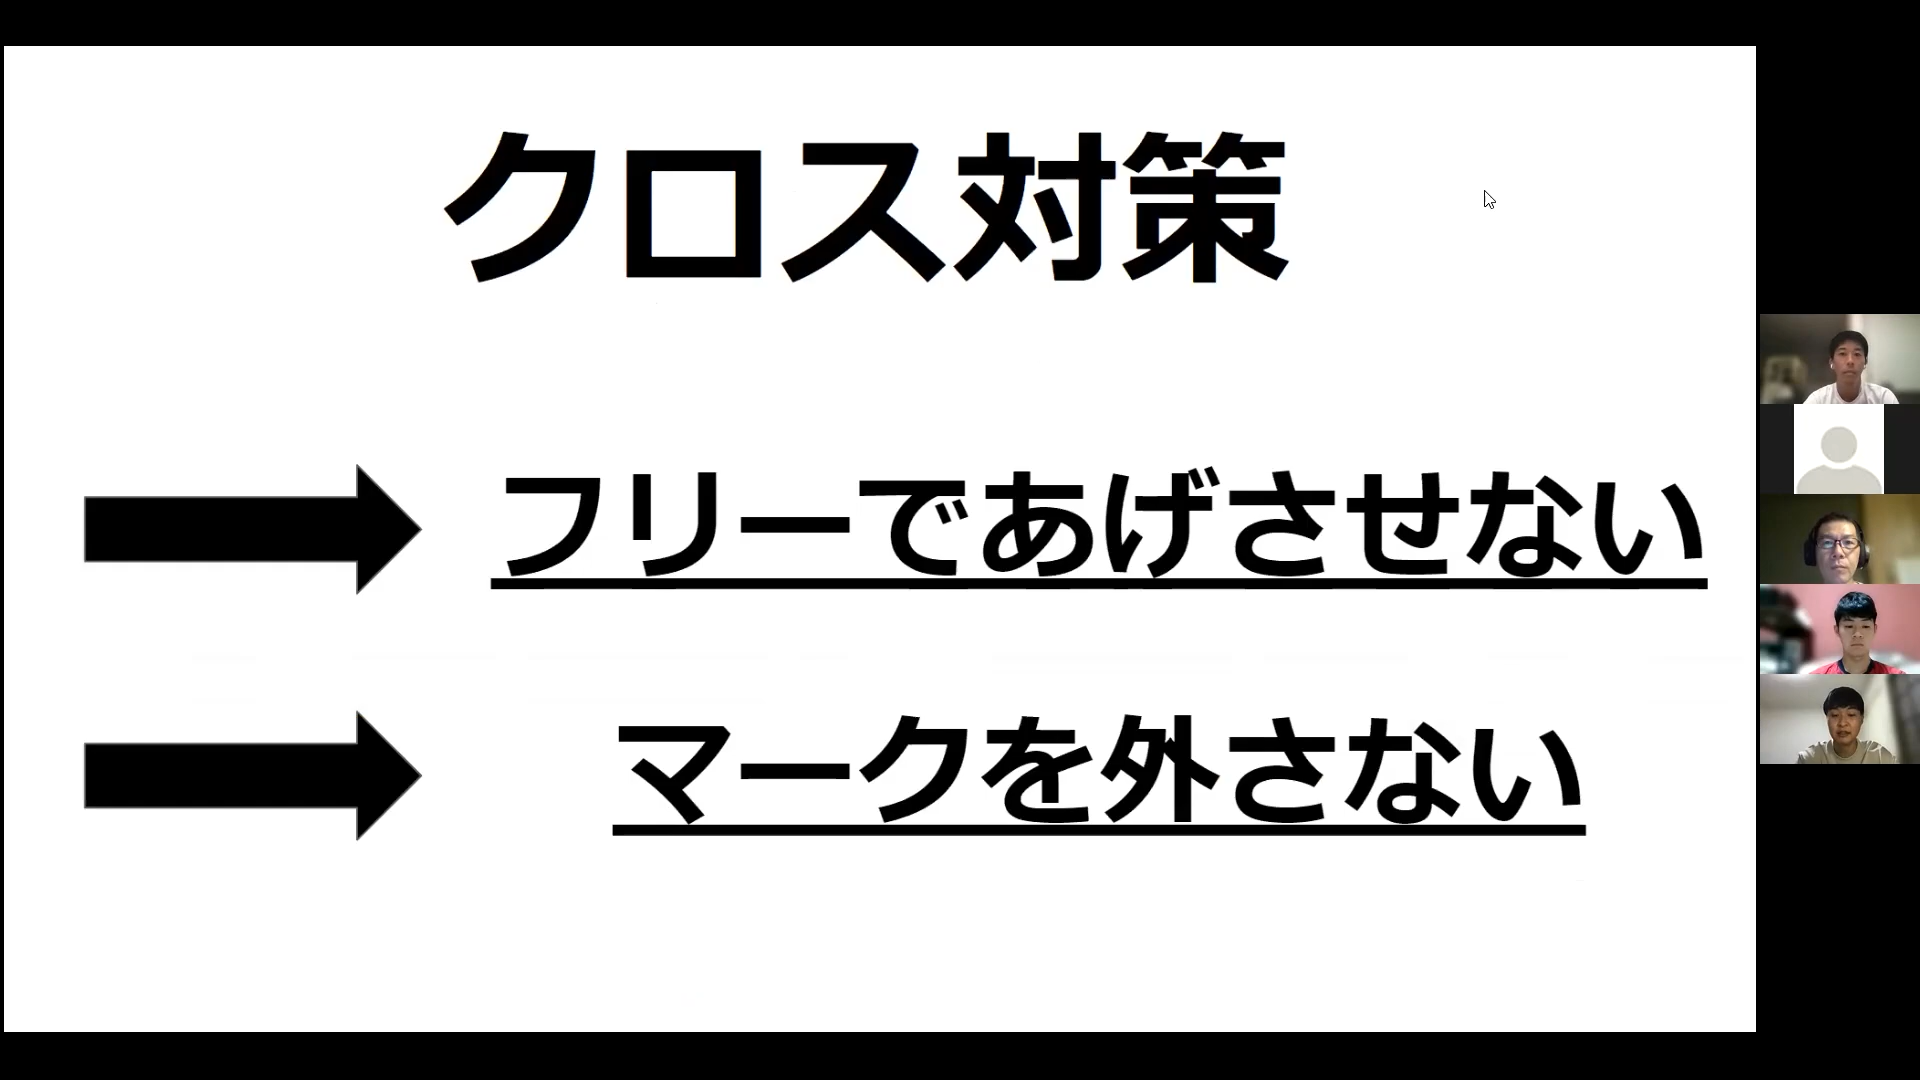 クロス対策
フリーであげさせない
マークを外さない